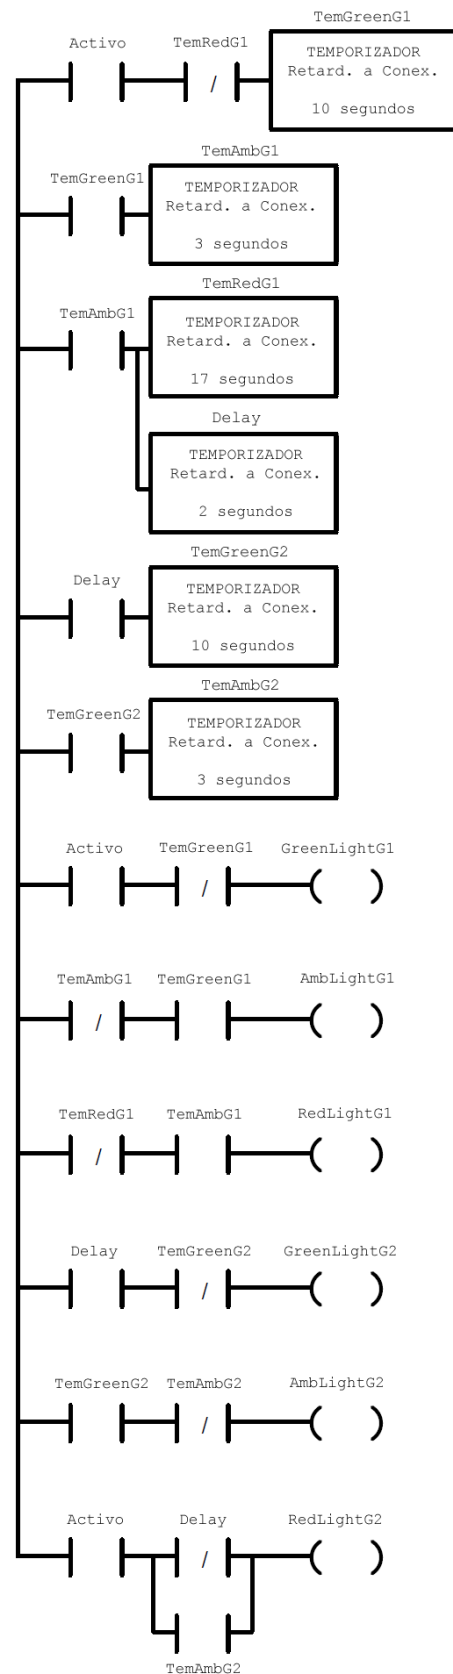 TemGreenG1
Activo TemRedG1
TEMPORIZADOR
Retard. a Conex.
/
10 segundos
TemAmbG1
TemGreenG1
TEMPORIZADOR
Retard. a Conex.
3 segundos
TemRedG1
TemAmbG1
TEMPORIZADOR
Retard. a Conex.
17 segundos
Delay
TEMPORIZADOR
Retard. a Conex.
2 segundos
TemGreenG2
Delay
TEMPORIZADOR
Retard. a Conex.
10 segundos
TemAmbG2
TemGreenG2
TEMPORIZADOR
Retard. a Conex.
3 segundos
Activo TemGreenG1 GreenLightG1
/
TemAmbG1 TemGreenG1 AmbLightG1
/
TemRedG1 TemAmbG1 RedLightG1
/
Delay TemGreenG2 GreenLightG2
/
TemGreenG2 TemAmbG2 AmbLightG2
/
Activo Delay RedLightG2
/
TemAmbG2